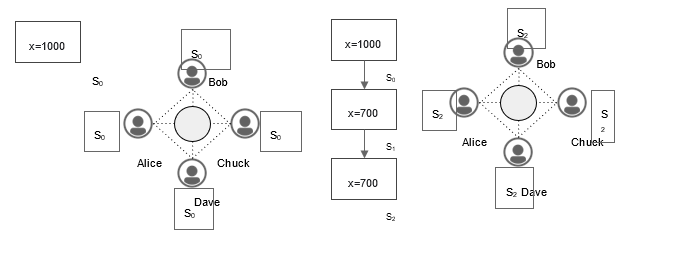 x=1000
S₀
S₀
Bob
S₀
S₀
Alice
Chuck
Dave
S₀
x=1000
S₀
x=700
S₁
x=700
S₂
S₂
Bob
S₂
S
2
Alice
Chuck
S₂ Dave